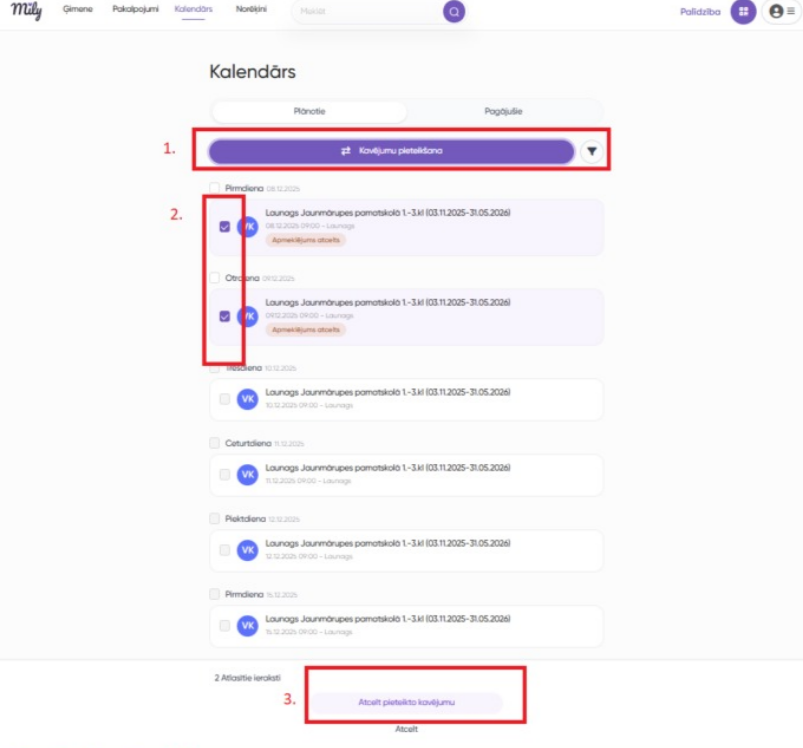 Mily Ģimene Pakalpojumi Kalendārs Norēķini Meklēt Palīdzība
Kalendārs
Plānotie Pagājušie
1. Kavējumu pieteikšana
Pirmdiena 08.12.2025
2.
VK Launags Jaunmārupes pamatskolā 1.-3.kl (03.11.2025-31.05.2026)
08.12.2025 09:00 - Launags
Apmeklējums atcelts
Otrdiena 09.12.2025
VK Launags Jaunmārupes pamatskolā 1.-3.kl (03.11.2025-31.05.2026)
09.12.2025 09:00 - Launags
Apmeklējums atcelts
Trešdiena 10.12.2025
VK Launags Jaunmārupes pamatskolā 1.-3.kl (03.11.2025-31.05.2026)
10.12.2025 09:00 - Launags
Ceturtdiena 11.12.2025
VK Launags Jaunmārupes pamatskolā 1.-3.kl (03.11.2025-31.05.2026)
11.12.2025 09:00 - Launags
Piektdiena 12.12.2025
VK Launags Jaunmārupes pamatskolā 1.-3.kl (03.11.2025-31.05.2026)
12.12.2025 09:00 - Launags
Pirmdiena
VK Launags Jaunmārupes pamatskolā 1.-3.kl (03.11.2025-31.05.2026)
09:00 - Launags
2 Atlasītie ieraksti
3. Atcelt pieteikto kavējumu
Atcelt